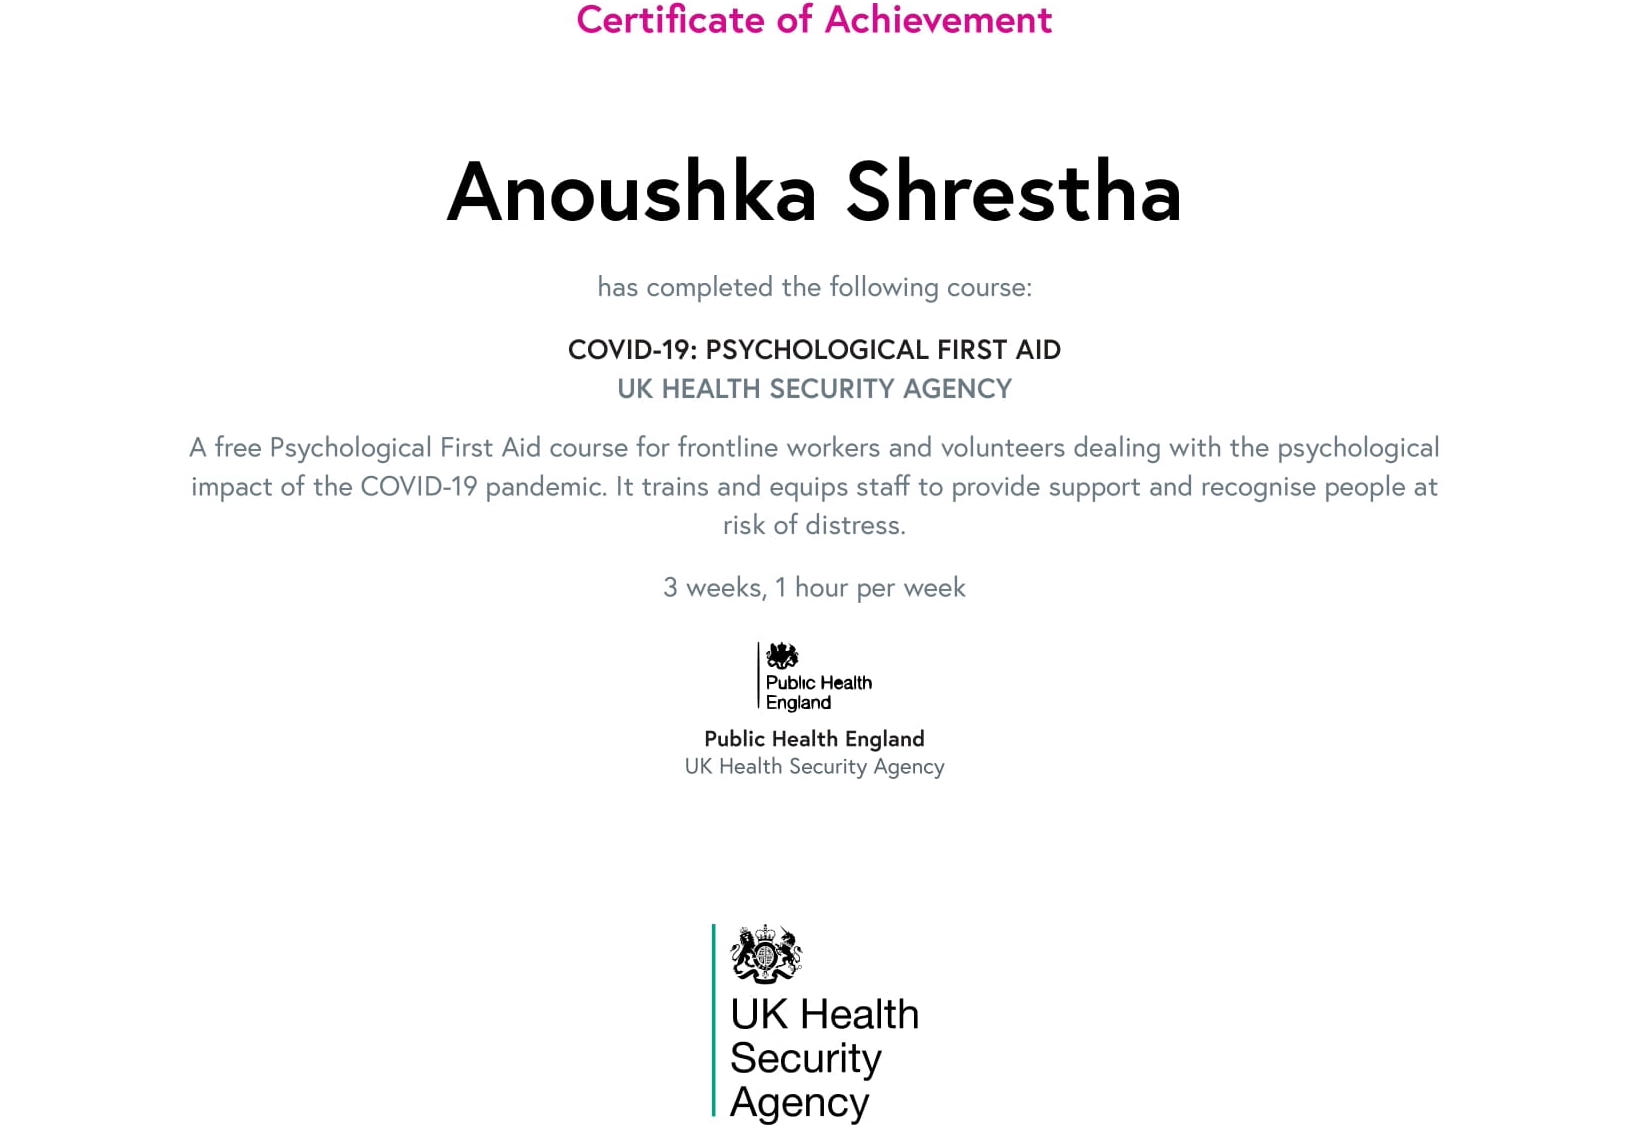 Certificate of Achievement
Anoushka Shrestha
has completed the following course:
COVID-19: PSYCHOLOGICAL FIRST AID
UK HEALTH SECURITY AGENCY
A free Psychological First Aid course for frontline workers and volunteers dealing with the psychological
impact of the COVID-19 pandemic. It trains and equips staff to provide support and recognise people at
risk of distress.
3 weeks, 1 hour per week
Public Health
England
Public Health England
UK Health Security Agency
UK Health
Security
Agency